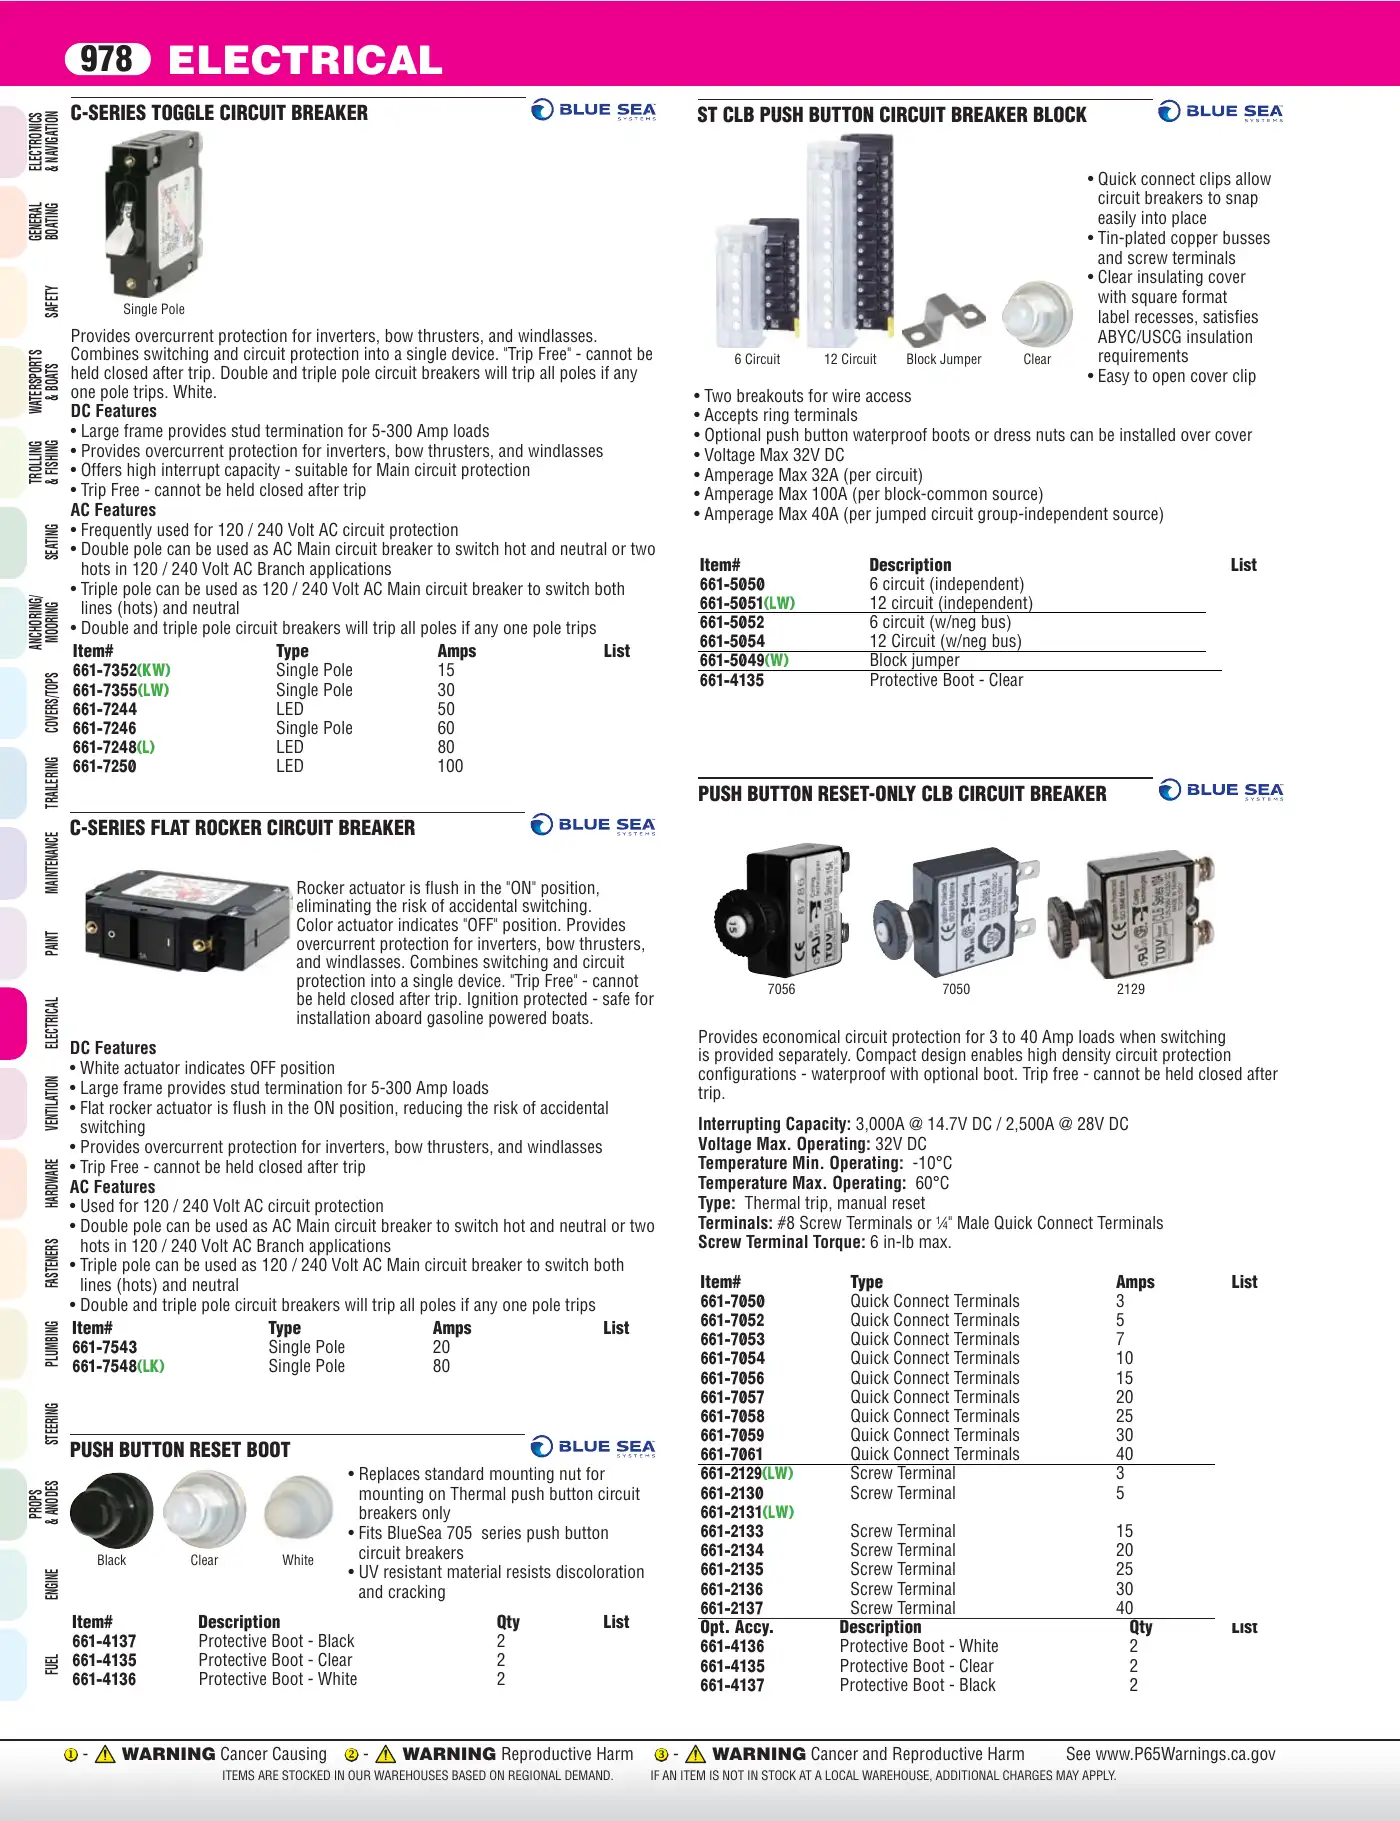 978 ELECTRICAL
ELECTRONICS
& NAVIGATION
GENERAL
BOATING
SAFETY
WATERSPORTS
& BOATS
TROLLING
& FISHING
SEATING
ANCHORING/
MOORING
COVERS/TOPS
TRAILERING
MAINTENANCE
PAINT
ELECTRICAL
VENTILATION
HARDWARE
FASTENERS
PLUMBING
STEERING
PROPS
& ANODES
ENGINE
FUEL
C-SERIES TOGGLE CIRCUIT BREAKER
BLUE SEA
SYSTEMS
Single Pole
Provides overcurrent protection for inverters, bow thrusters, and windlasses.
Combines switching and circuit protection into a single device. "Trip Free" - cannot be
held closed after trip. Double and triple pole circuit breakers will trip all poles if any
one pole trips. White.
DC Features
• Large frame provides stud termination for 5-300 Amp loads
• Provides overcurrent protection for inverters, bow thrusters, and windlasses
• Offers high interrupt capacity - suitable for Main circuit protection
• Trip Free - cannot be held closed after trip
AC Features
• Frequently used for 120 / 240 Volt AC circuit protection
• Double pole can be used as AC Main circuit breaker to switch hot and neutral or two
hots in 120 / 240 Volt AC Branch applications
• Triple pole can be used as 120 / 240 Volt AC Main circuit breaker to switch both
lines (hots) and neutral
• Double and triple pole circuit breakers will trip all poles if any one pole trips
Item# Type Amps List
661-7352(KW) Single Pole 15
661-7355(LW) Single Pole 30
661-7244 LED 50
661-7246 Single Pole 60
661-7248(L) LED 80
661-7250 LED 100
C-SERIES FLAT ROCKER CIRCUIT BREAKER
BLUE SEA
SYSTEMS
Rocker actuator is flush in the "ON" position,
eliminating the risk of accidental switching.
Color actuator indicates "OFF" position. Provides
overcurrent protection for inverters, bow thrusters,
and windlasses. Combines switching and circuit
protection into a single device. "Trip Free" - cannot
be held closed after trip. Ignition protected - safe for
installation aboard gasoline powered boats.
DC Features
• White actuator indicates OFF position
• Large frame provides stud termination for 5-300 Amp loads
• Flat rocker actuator is flush in the ON position, reducing the risk of accidental
switching
• Provides overcurrent protection for inverters, bow thrusters, and windlasses
• Trip Free - cannot be held closed after trip
AC Features
• Used for 120 / 240 Volt AC circuit protection
• Double pole can be used as AC Main circuit breaker to switch hot and neutral or two
hots in 120 / 240 Volt AC Branch applications
• Triple pole can be used as 120 / 240 Volt AC Main circuit breaker to switch both
lines (hots) and neutral
• Double and triple pole circuit breakers will trip all poles if any one pole trips
Item# Type Amps List
661-7543 Single Pole 20
661-7548(LK) Single Pole 80
PUSH BUTTON RESET BOOT
BLUE SEA
SYSTEMS
Black Clear White
• Replaces standard mounting nut for
mounting on Thermal push button circuit
breakers only
• Fits BlueSea 705 series push button
circuit breakers
• UV resistant material resists discoloration
and cracking
Item# Description Qty List
661-4137 Protective Boot - Black 2
661-4135 Protective Boot - Clear 2
661-4136 Protective Boot - White 2
ST CLB PUSH BUTTON CIRCUIT BREAKER BLOCK
BLUE SEA
SYSTEMS
6 Circuit 12 Circuit Block Jumper Clear
• Quick connect clips allow
circuit breakers to snap
easily into place
• Tin-plated copper busses
and screw terminals
• Clear insulating cover
with square format
label recesses, satisfies
ABYC/USCG insulation
requirements
• Easy to open cover clip
• Two breakouts for wire access
• Accepts ring terminals
• Optional push button waterproof boots or dress nuts can be installed over cover
• Voltage Max 32V DC
• Amperage Max 32A (per circuit)
• Amperage Max 100A (per block-common source)
• Amperage Max 40A (per jumped circuit group-independent source)
Item# Description List
661-5050 6 circuit (independent)
661-5051(LW) 12 circuit (independent)
661-5052 6 circuit (w/neg bus)
661-5054 12 Circuit (w/neg bus)
661-5049(W) Block jumper
661-4135 Protective Boot - Clear
PUSH BUTTON RESET-ONLY CLB CIRCUIT BREAKER
BLUE SEA
SYSTEMS
7056 7050 2129
Provides economical circuit protection for 3 to 40 Amp loads when switching
is provided separately. Compact design enables high density circuit protection
configurations - waterproof with optional boot. Trip free - cannot be held closed after
trip.
Interrupting Capacity: 3,000A @ 14.7V DC / 2,500A @ 28V DC
Voltage Max. Operating: 32V DC
Temperature Min. Operating: -10°C
Temperature Max. Operating: 60°C
Type: Thermal trip, manual reset
Terminals: #8 Screw Terminals or ¼" Male Quick Connect Terminals
Screw Terminal Torque: 6 in-lb max.
Item# Type Amps List
661-7050 Quick Connect Terminals 3
661-7052 Quick Connect Terminals 5
661-7053 Quick Connect Terminals 7
661-7054 Quick Connect Terminals 10
661-7056 Quick Connect Terminals 15
661-7057 Quick Connect Terminals 20
661-7058 Quick Connect Terminals 25
661-7059 Quick Connect Terminals 30
661-7061 Quick Connect Terminals 40
661-2129(LW) Screw Terminal 3
661-2130 Screw Terminal 5
661-2131(LW)
661-2133 Screw Terminal 15
661-2134 Screw Terminal 20
661-2135 Screw Terminal 25
661-2136 Screw Terminal 30
661-2137 Screw Terminal 40
Opt. Accy. Description Qty List
661-4136 Protective Boot - White 2
661-4135 Protective Boot - Clear 2
661-4137 Protective Boot - Black 2
1 - WARNING Cancer Causing 2 - WARNING Reproductive Harm 3 - WARNING Cancer and Reproductive Harm See www.P65Warnings.ca.gov
ITEMS ARE STOCKED IN OUR WAREHOUSES BASED ON REGIONAL DEMAND. IF AN ITEM IS NOT IN STOCK AT A LOCAL WAREHOUSE, ADDITIONAL CHARGES MAY APPLY.